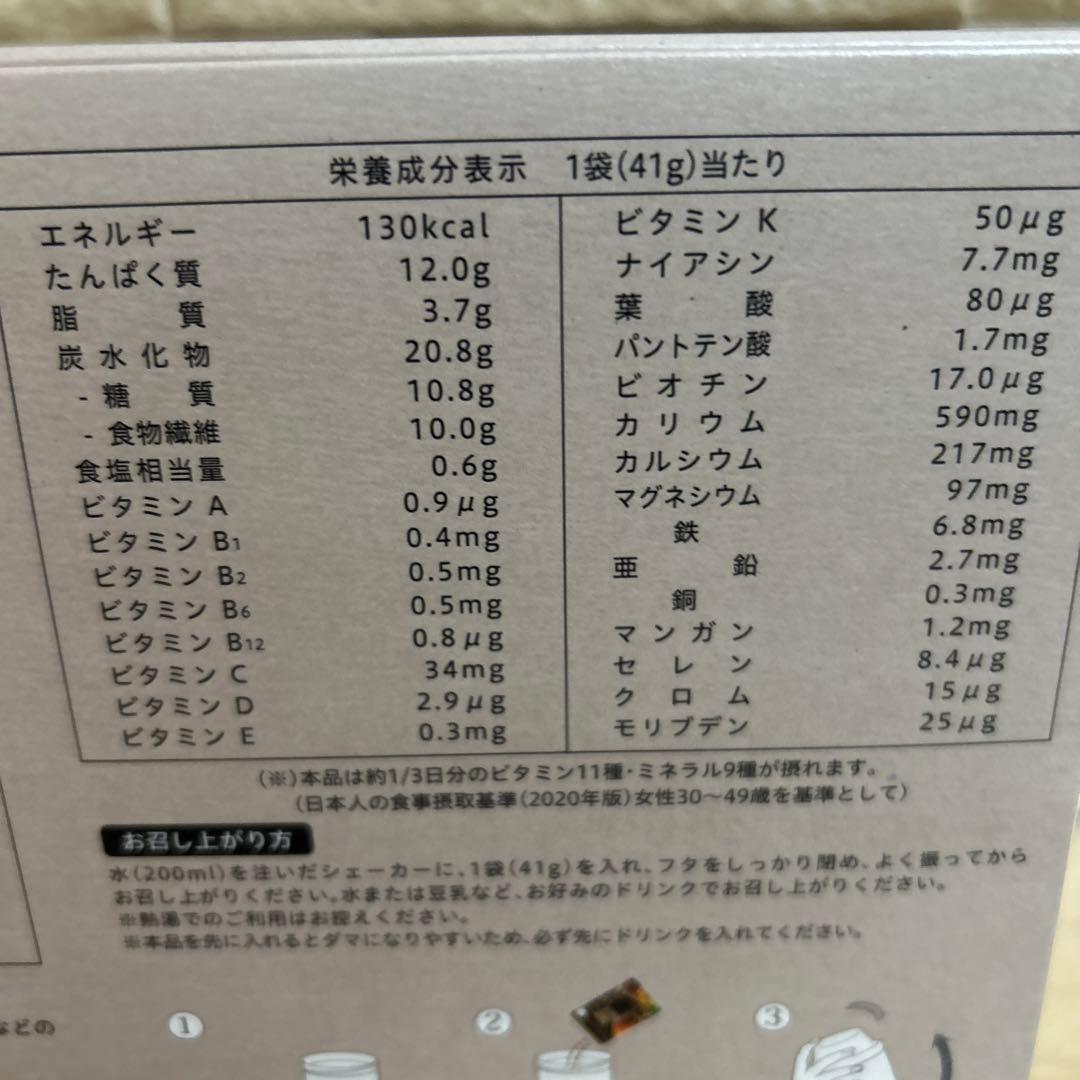 栄養成分表示 1袋(41g)当たり
エネルギー 130kcal
たんぱく質 12.0g
脂質 3.7g
炭水化物 20.8g
- 糖質 10.8g
- 食物繊維 10.0g
食塩相当量 0.6g
ビタミン A 0.9μg
ビタミン B1 0.4mg
ビタミン B2 0.5mg
ビタミン B6 0.5mg
ビタミン B12 0.8μg
ビタミン C 34mg
ビタミン D 2.9μg
ビタミン E 0.3mg
ビタミン K 50μg
ナイアシン 7.7mg
葉酸 80μg
パントテン酸 1.7mg
ビオチン 17.0μg
カリウム 590mg
カルシウム 217mg
マグネシウム 97mg
鉄 6.8mg
亜鉛 2.7mg
銅 0.3mg
マンガン 1.2mg
セレン 8.4μg
クロム 15μg
モリブデン 25μg
(※)本品は約1/3日分のビタミン11種・ミネラル9種が摂れます。
(日本人の食事摂取基準(2020年版)女性30～49歳を基準として)
お召し上がり方
水(200ml)を注いだシェーカーに、1袋(41g)を入れ、フタをしっかり閉め、よく振ってから
お召し上がりください。水または豆乳など、お好みのドリンクでお召し上がりください。
※熱湯でのご利用はお控えください。
※本品を先に入れるとダマになりやすいため、必ず先にドリンクを入れてください。
などの
1 2 3